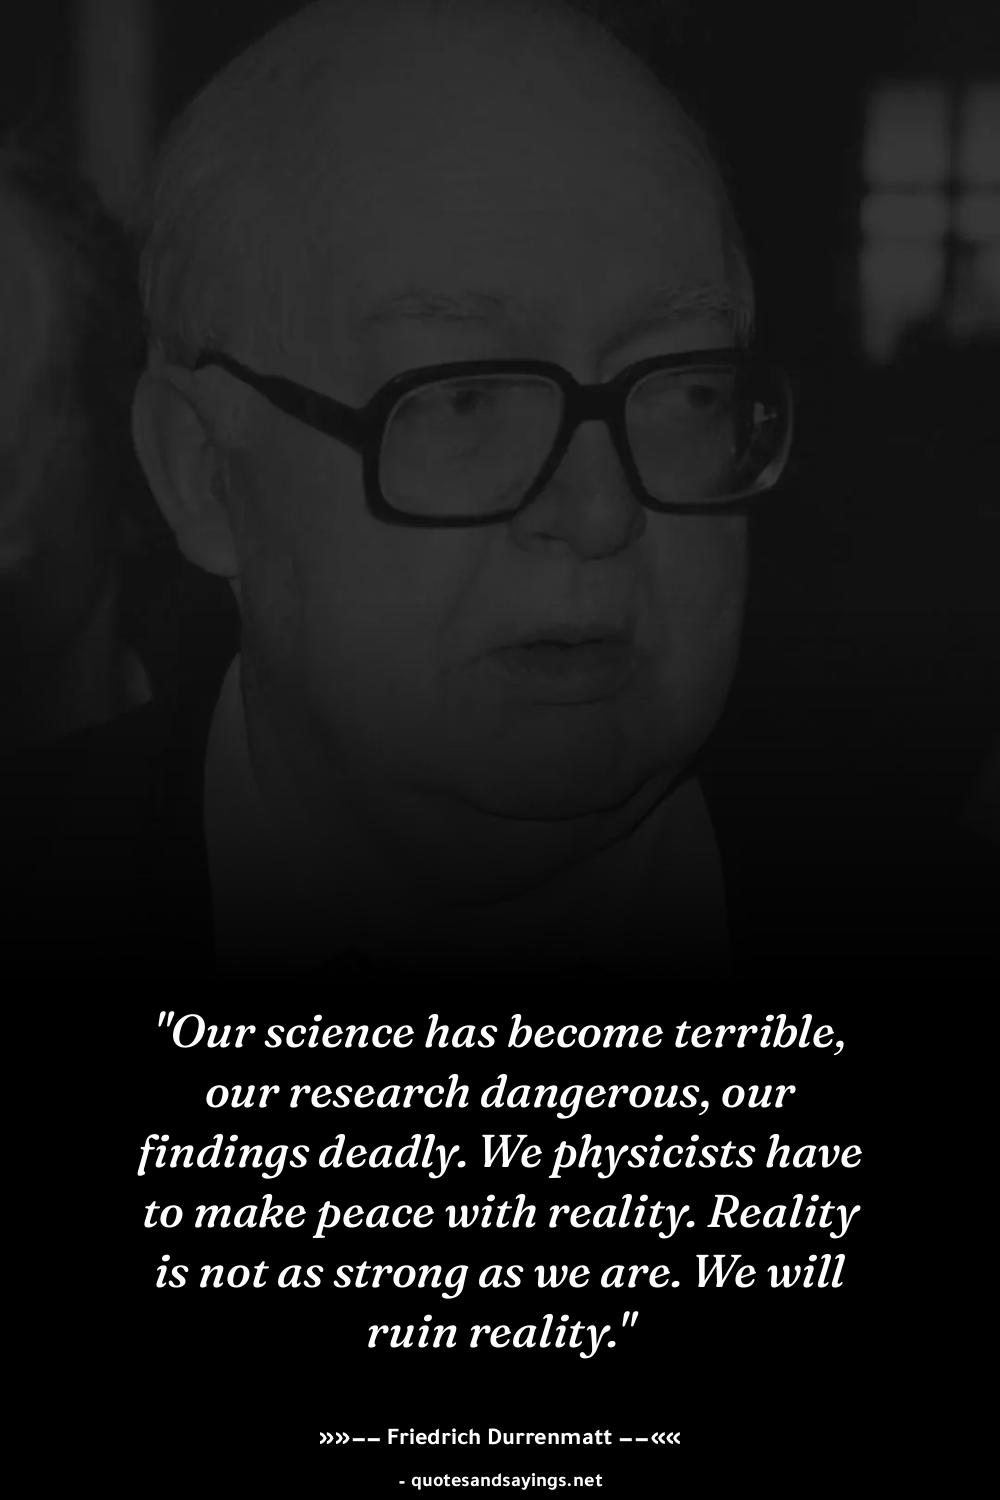 "Our science has become terrible,
our research dangerous, our
findings deadly. We physicists have
to make peace with reality. Reality
is not as strong as we are. We will
ruin reality."
»»−− Friedrich Durrenmatt −−««
- quotesandsayings.net